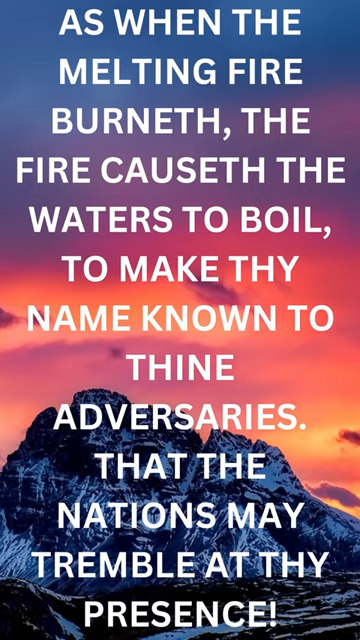 AS WHEN THE
MELTING FIRE
BURNETH, THE
FIRE CAUSETH THE
WATERS TO BOIL,
TO MAKE THY
NAME KNOWN TO
THINE
ADVERSARIES.
THAT THE
NATIONS MAY
TREMBLE AT THY
PRESENCE!